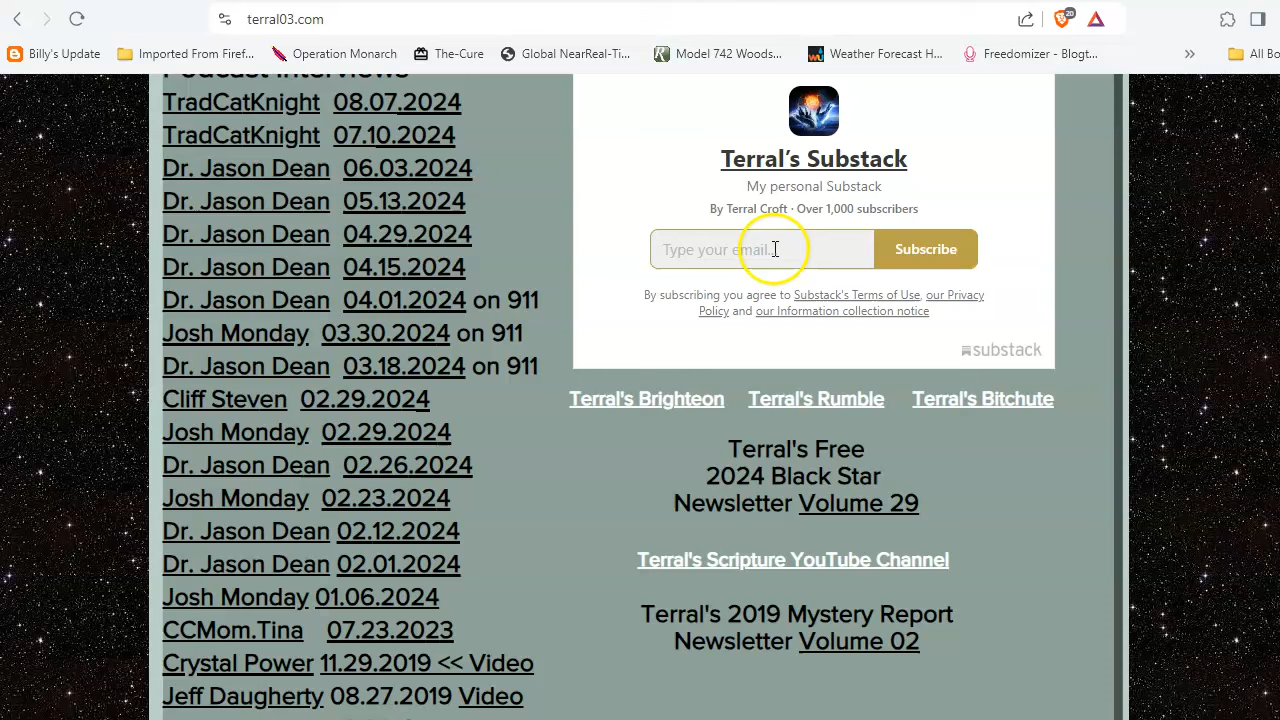 terral03.com
20
Billy's Update
Imported From Firef...
Operation Monarch
The-Cure
Global NearReal-Ti...
Model 742 Woods...
Weather Forecast H...
Freedomizer - Blogt...
»
All Bo
Podcast Interviews
TradCatKnight 08.07.2024
TradCatKnight 07.10.2024
Dr. Jason Dean 06.03.2024
Dr. Jason Dean 05.13.2024
Dr. Jason Dean 04.29.2024
Dr. Jason Dean 04.15.2024
Dr. Jason Dean 04.01.2024 on 911
Josh Monday 03.30.2024 on 911
Dr. Jason Dean 03.18.2024 on 911
Cliff Steven 02.29.2024
Josh Monday 02.29.2024
Dr. Jason Dean 02.26.2024
Josh Monday 02.23.2024
Dr. Jason Dean 02.12.2024
Dr. Jason Dean 02.01.2024
Josh Monday 01.06.2024
CCMom.Tina 07.23.2023
Crystal Power 11.29.2019 << Video
Jeff Daugherty 08.27.2019 Video
Terral's Substack
My personal Substack
By Terral Croft · Over 1,000 subscribers
Type your email...
Subscribe
By subscribing you agree to Substack's Terms of Use, our Privacy
Policy and our Information collection notice
substack
Terral's Brighteon Terral's Rumble Terral's Bitchute
Terral's Free
2024 Black Star
Newsletter Volume 29
Terral's Scripture YouTube Channel
Terral's 2019 Mystery Report
Newsletter Volume 02